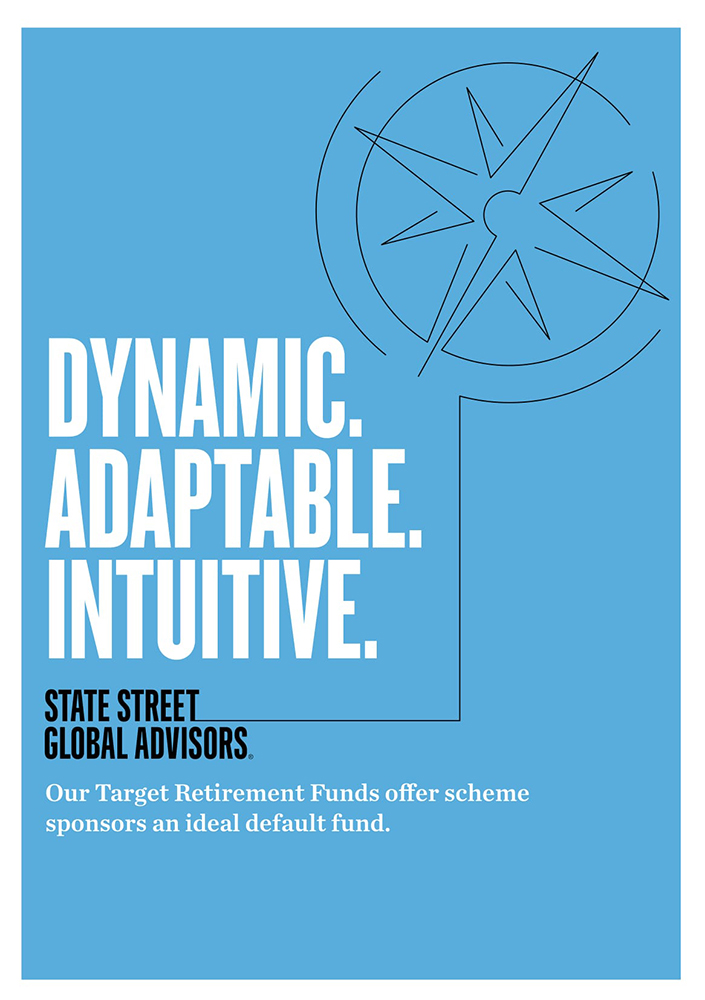 DYNAMIC.
ADAPTABLE.
INTUITIVE.
STATE STREET
GLOBAL ADVISORS®
Our Target Retirement Funds offer scheme
sponsors an ideal default fund.